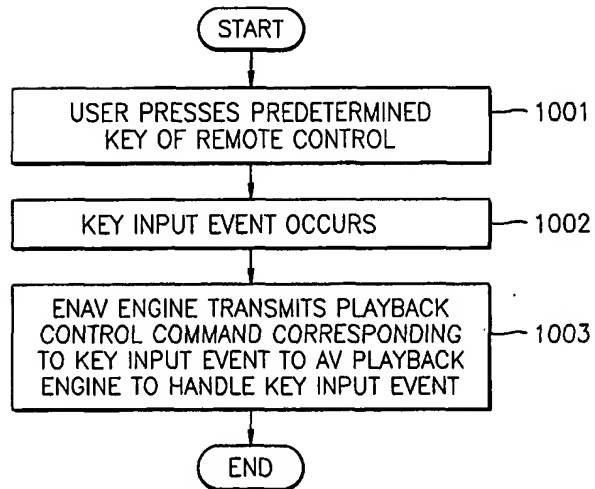 START
USER PRESSES PREDETERMINED
KEY OF REMOTE CONTROL
1001
KEY INPUT EVENT OCCURS
1002
ENAV ENGINE TRANSMITS PLAYBACK
CONTROL COMMAND CORRESPONDING
TO KEY INPUT EVENT TO AV PLAYBACK
ENGINE TO HANDLE KEY INPUT EVENT
1003
END